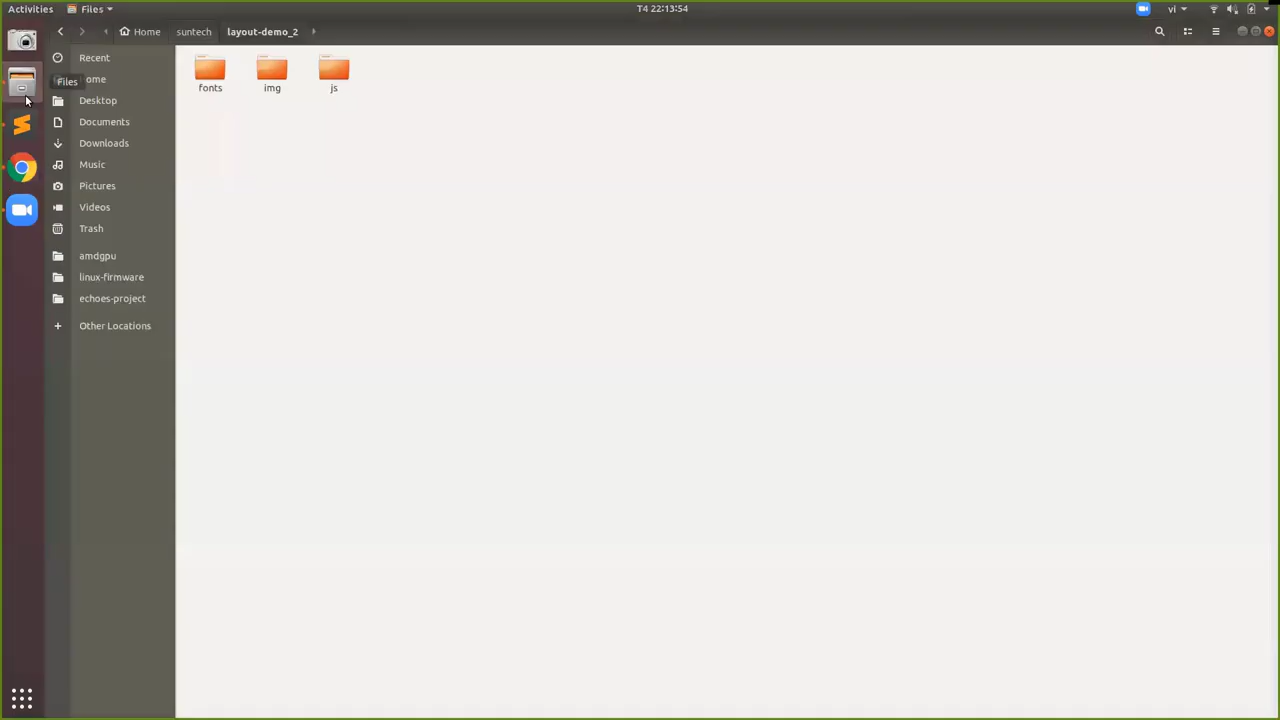 Activities
Files
T4 22:13:54
vi
Home
suntech
layout-demo_2
Recent
Files
ome
Desktop
Documents
Downloads
Music
Pictures
Videos
Trash
amdgpu
linux-firmware
echoes-project
Other Locations
fonts
img
js